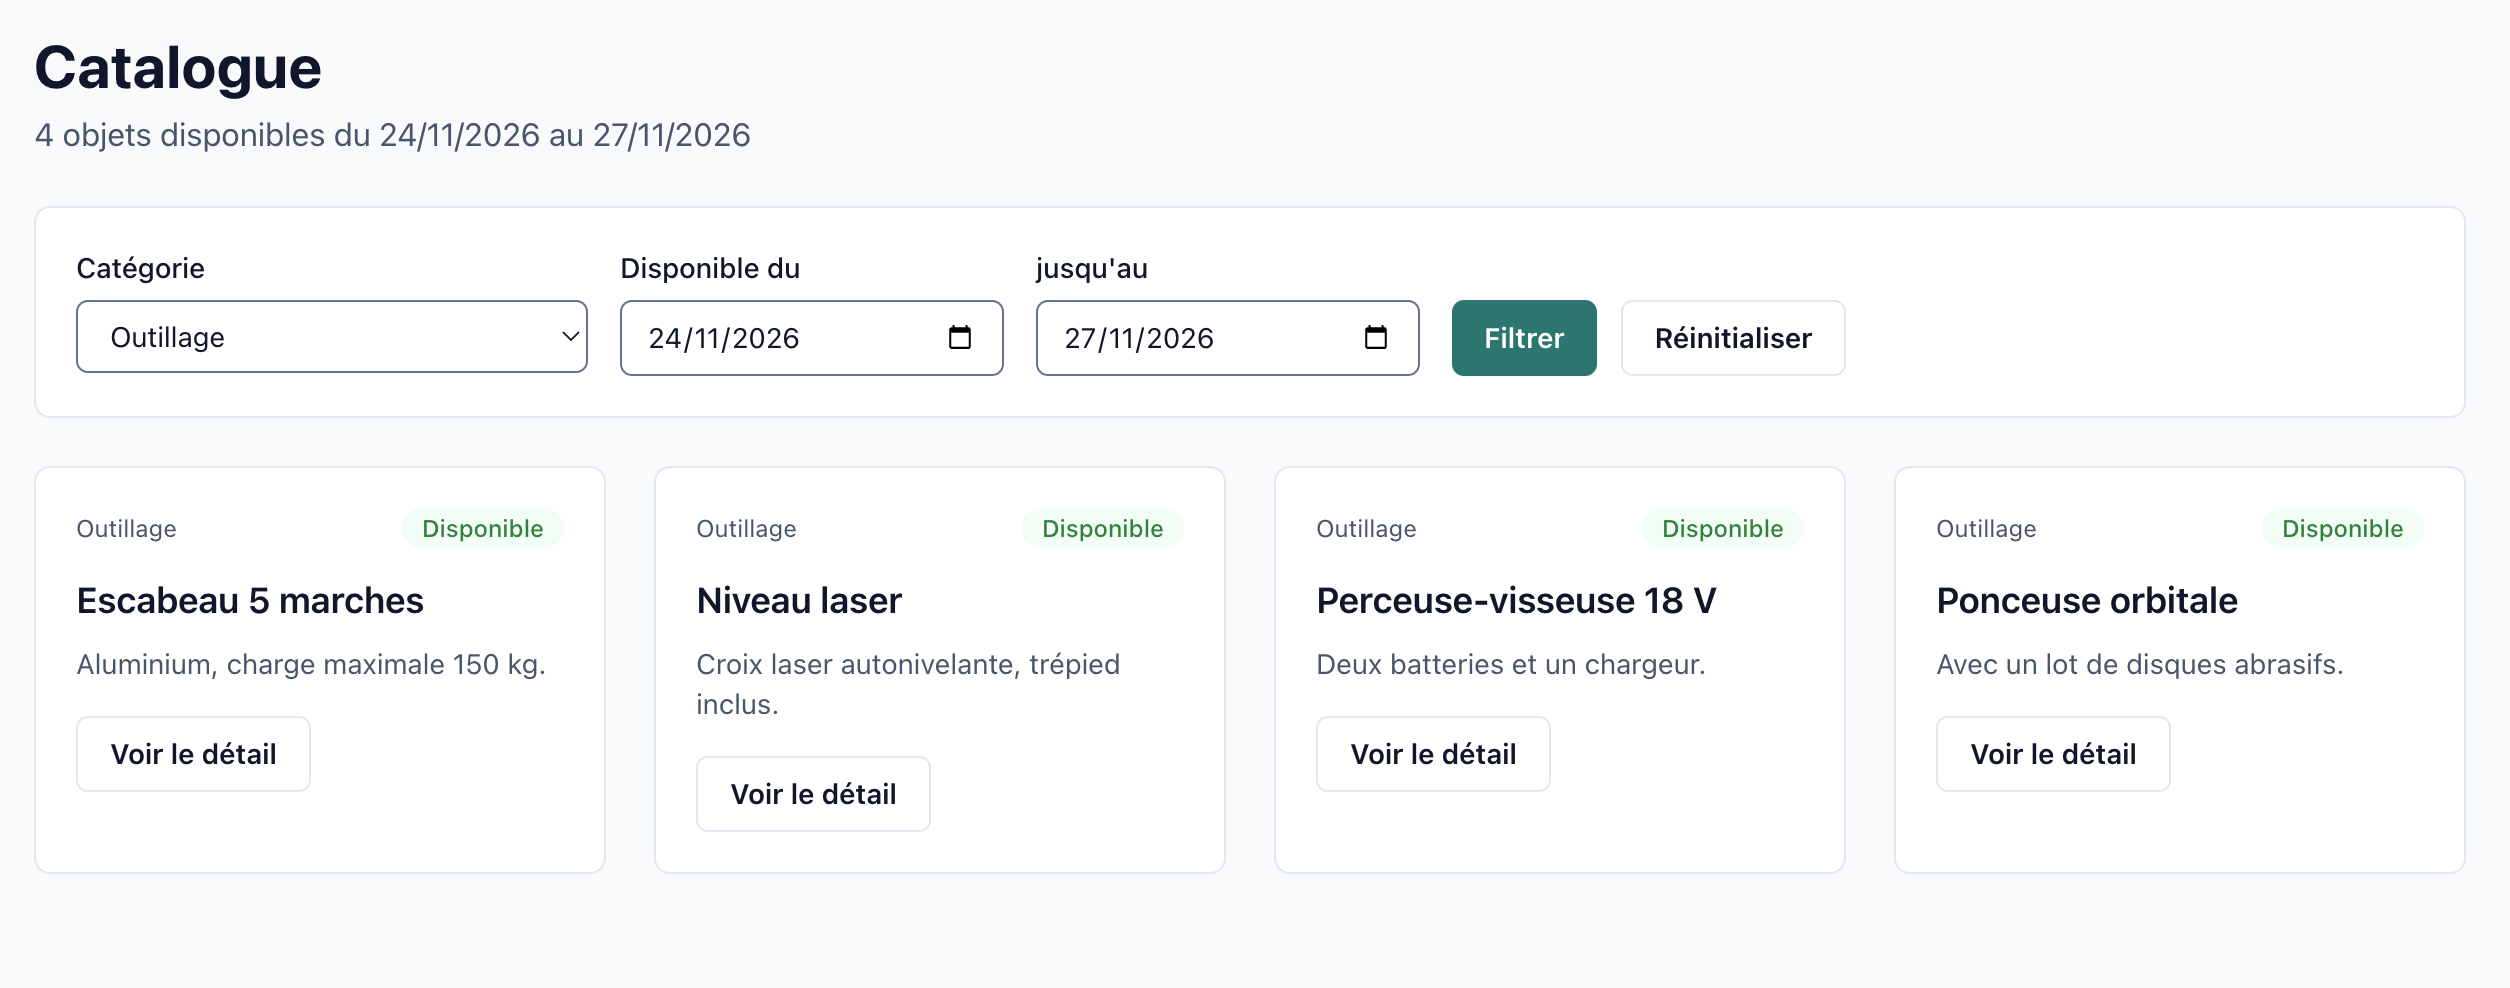 Catalogue
4 objets disponibles du 24/11/2026 au 27/11/2026
Catégorie
Disponible du
jusqu'au
Outillage
24/11/2026
27/11/2026
Filtrer
Réinitialiser
Outillage
Disponible
Escabeau 5 marches
Aluminium, charge maximale 150 kg.
Voir le détail
Outillage
Disponible
Niveau laser
Croix laser autonivelante, trépied
inclus.
Voir le détail
Outillage
Disponible
Perceuse-visseuse 18 V
Deux batteries et un chargeur.
Voir le détail
Outillage
Disponible
Ponceuse orbitale
Avec un lot de disques abrasifs.
Voir le détail